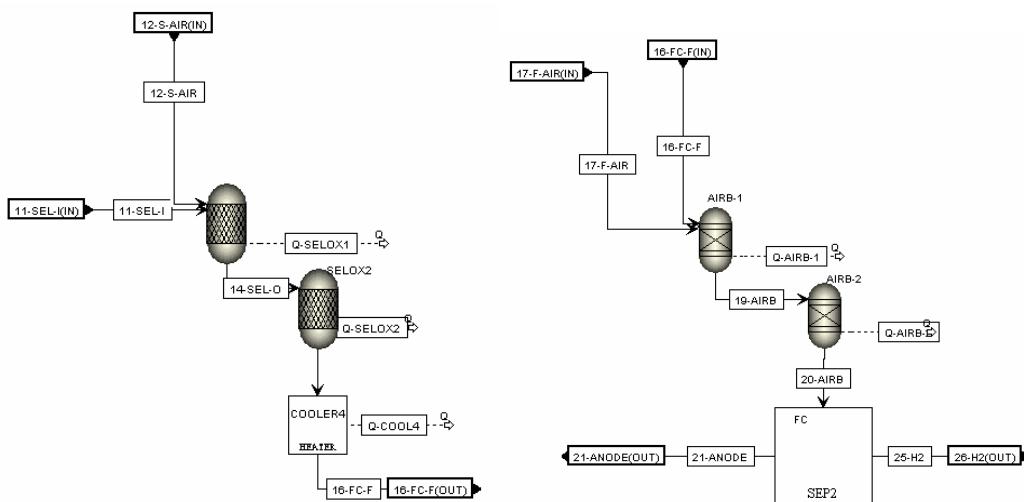 12-S-AIR(IN)
12-S-AIR
11-SEL-I(IN)
11-SEL-I
Q-SELOX1
Q
SELOX2
14-SEL-O
Q-SELOX2
Q
COOLER4
HEATER
Q-COOL4
Q
16-FC-F
16-FC-F(OUT)
16-FC-F(IN)
17-F-AIR(IN)
16-FC-F
17-F-AIR
AIRB-1
Q-AIRB-1
Q
AIRB-2
19-AIRB
Q
20-AIRB
FC
21-ANODE(OUT)
21-ANODE
25-H2
26-H2(OUT)
SEP2